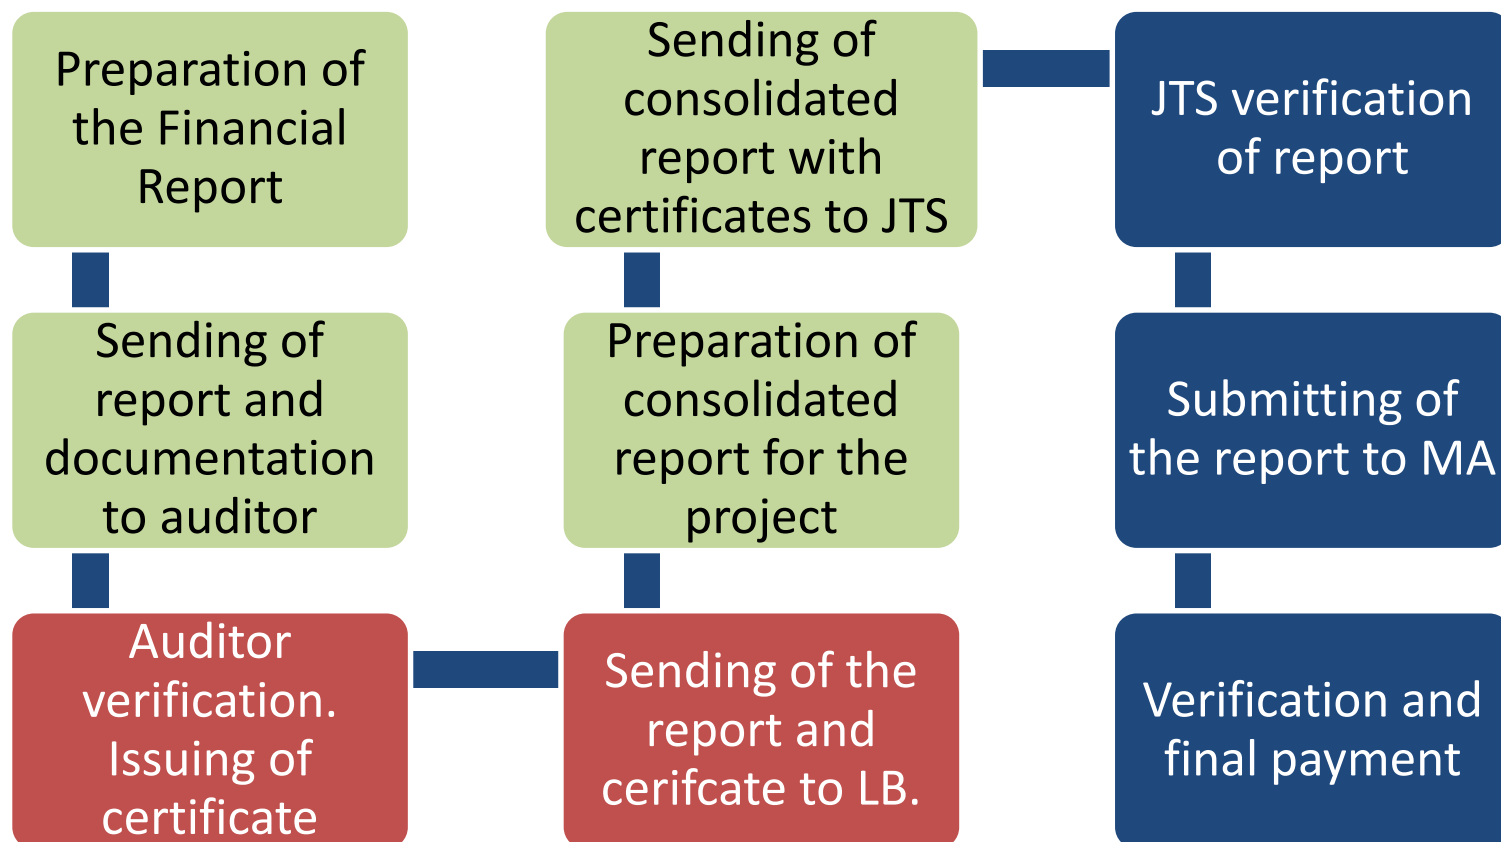 Preparation of
the Financial
Report
Sending of
report and
documentation
to auditor
Auditor
verification.
Issuing of
certificate
Sending of the
report and
cerifcate to LB.
Preparation of
consolidated
report for the
project
Sending of
consolidated
report with
certificates to JTS
JTS verification
of report
Submitting of
the report to MA
Verification and
final payment